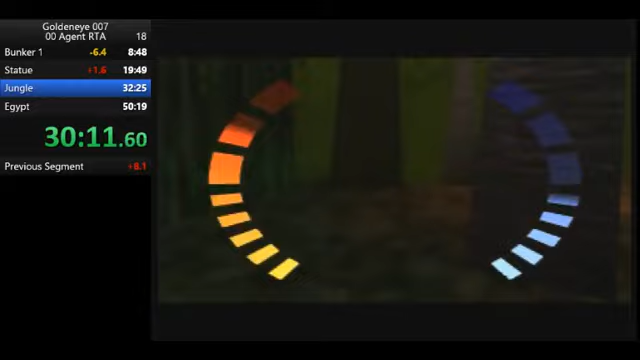 Goldeneye 007
00 Agent RTA 18
Bunker 1 -6.4 8:48
Statue +1.6 19:49
Jungle 32:25
Egypt 50:19
30:11.60
Previous Segment +8.1